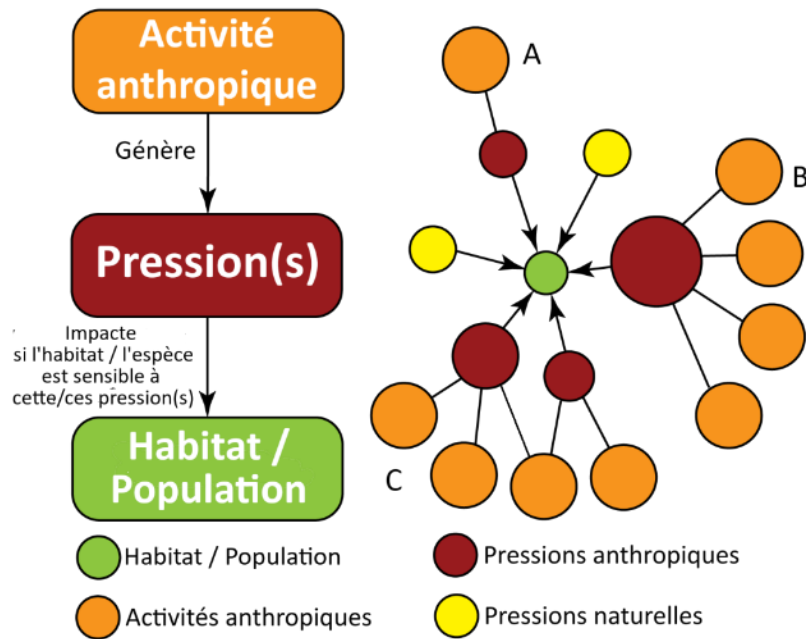 Activité
anthropique
Génère
Pression(s)
Impacte
si l'habitat / l'espèce
est sensible à
cette/ces pression(s)
Habitat /
Population
A
B
C
Habitat / Population
Pressions anthropiques
Activités anthropiques
Pressions naturelles